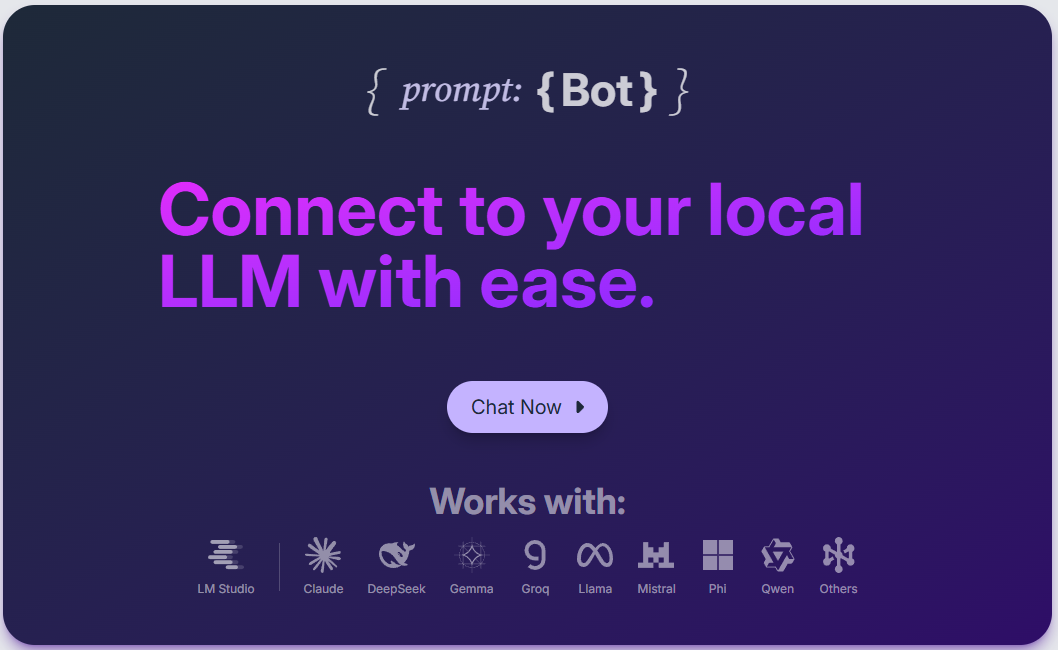 { prompt: {Bot} }
Connect to your local
LLM with ease.
Chat Now
Works with:
LM Studio Claude DeepSeek Gemma Groq Llama Mistral Phi Qwen Others